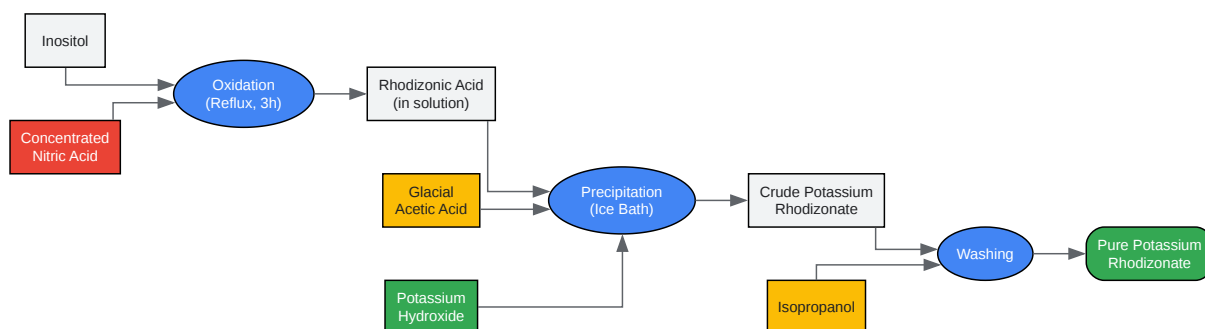 Inositol
Concentrated
Nitric Acid
Oxidation
(Reflux, 3h)
Rhodizonic Acid
(in solution)
Glacial
Acetic Acid
Potassium
Hydroxide
Precipitation
(Ice Bath)
Crude Potassium
Rhodizonate
Isopropanol
Washing
Pure Potassium
Rhodizonate